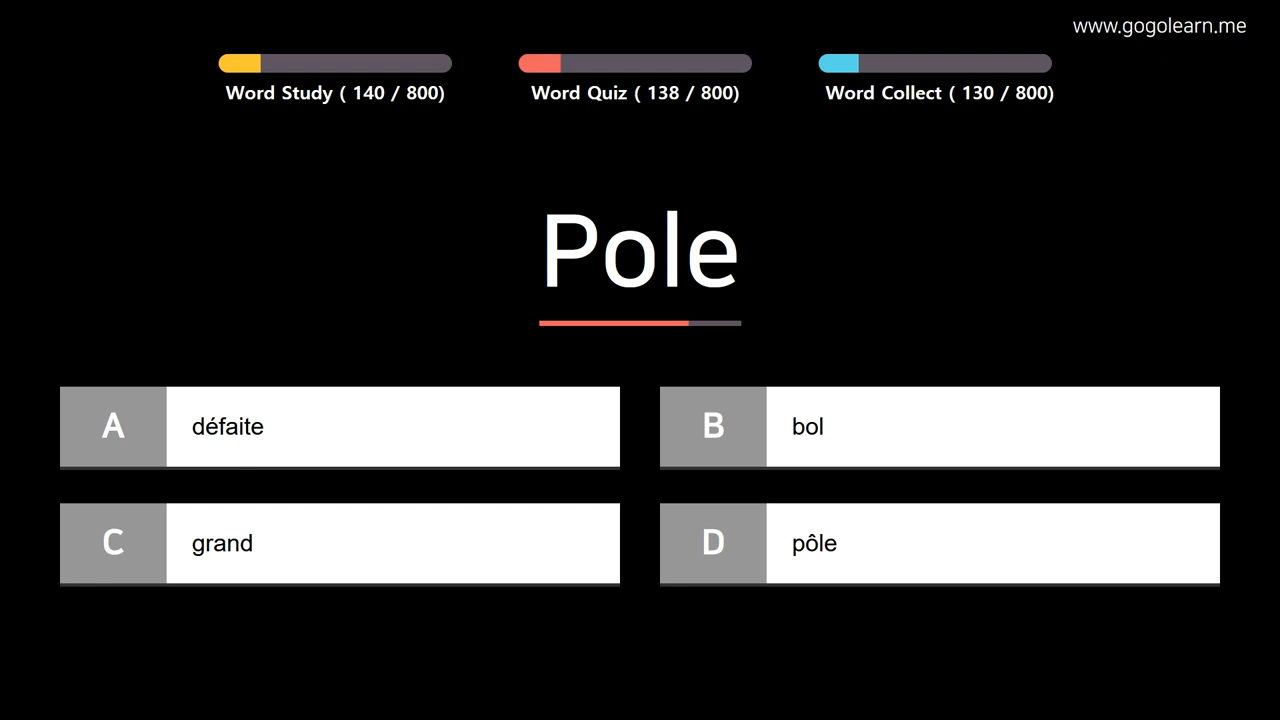 www.gogolearn.me
Word Study ( 140 / 800)
Word Quiz ( 138 / 800)
Word Collect ( 130 / 800)
Pole
A défaite
B bol
C grand
D pôle